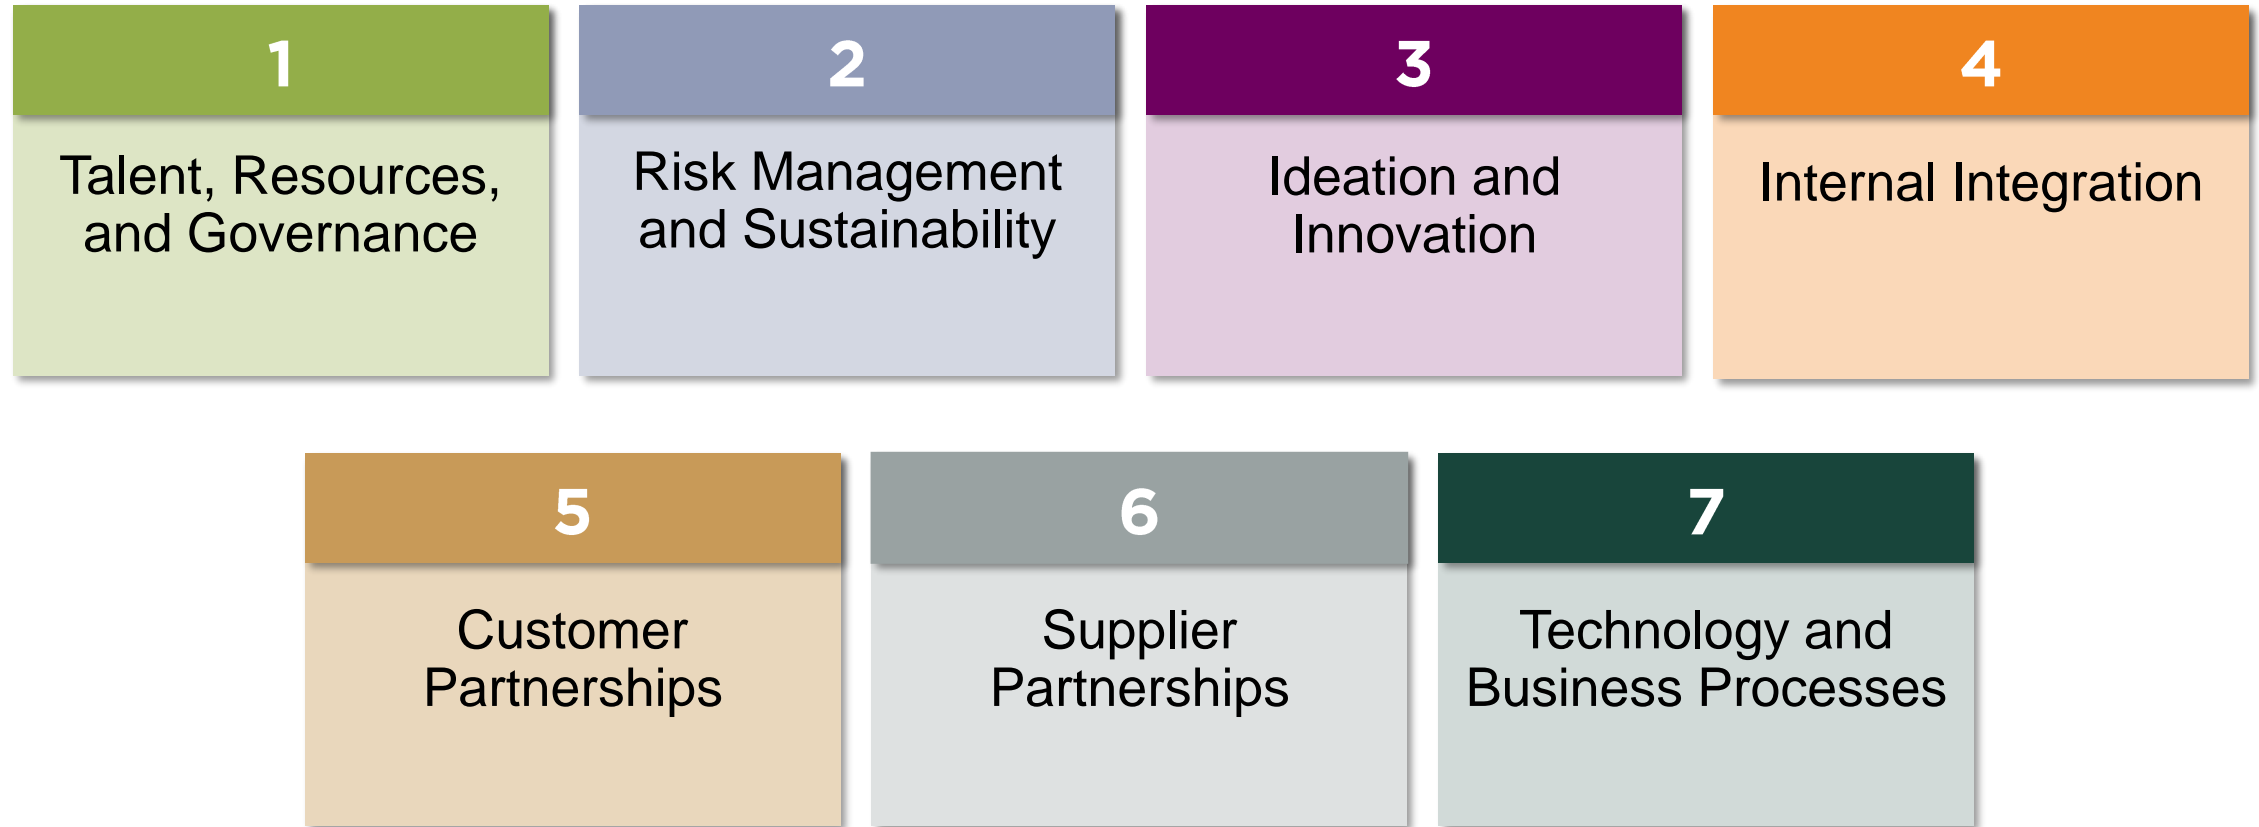 1
Talent, Resources,
and Governance
2
Risk Management
and Sustainability
3
Ideation and
Innovation
4
Internal Integration
5
Customer
Partnerships
6
Supplier
Partnerships
7
Technology and
Business Processes